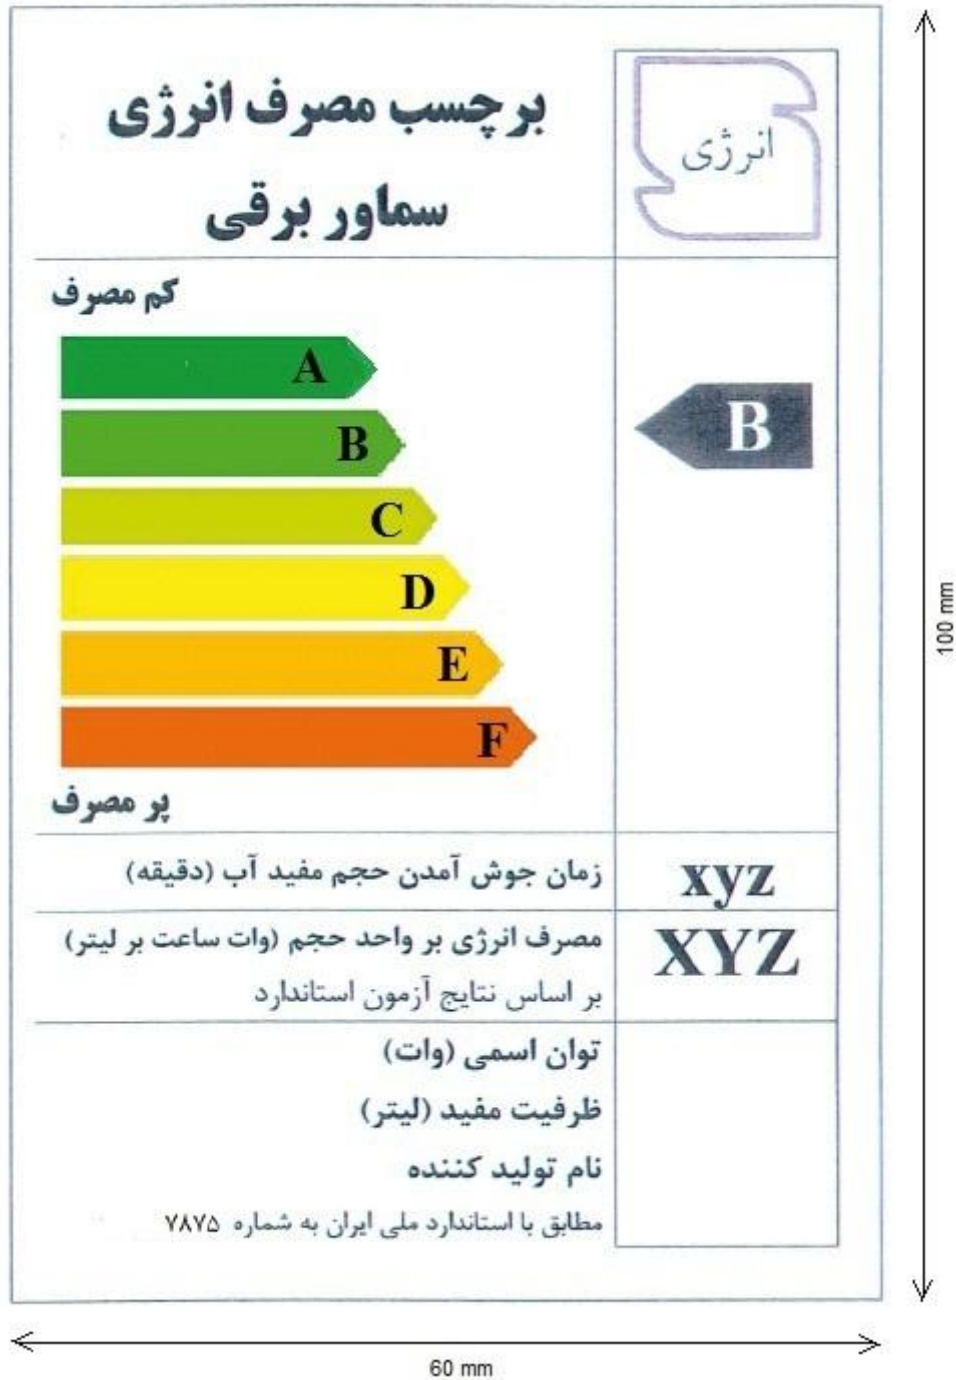 برچسب مصرف انرژی
سماور برقی
انرژی
کم مصرف
A
B
B
C
D
E
F
پر مصرف
زمان جوش آمدن حجم مفید آب (دقیقه)
xyz
مصرف انرژی بر واحد حجم (وات ساعت بر لیتر)
بر اساس نتایج آزمون استاندارد
XYZ
توان اسمی (وات)
ظرفیت مفید (لیتر)
نام تولید کننده
مطابق با استاندارد ملی ایران به شماره ۷۸۷۵
100 mm
60 mm